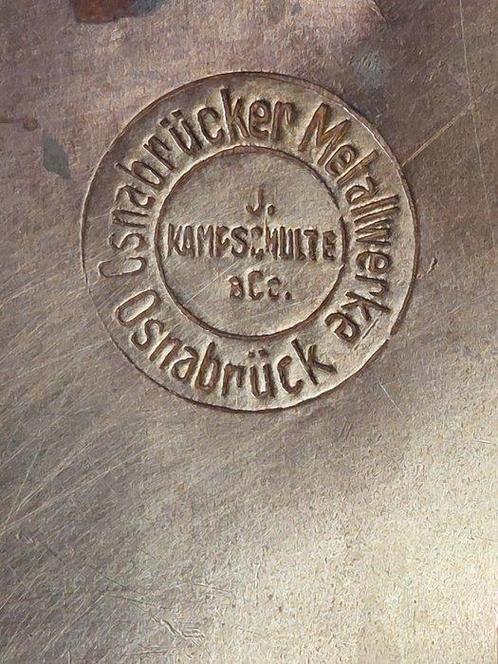 Osnabrücker Metallwerke
J.
KAMPSCHULTE
&Co.
Osnabrück